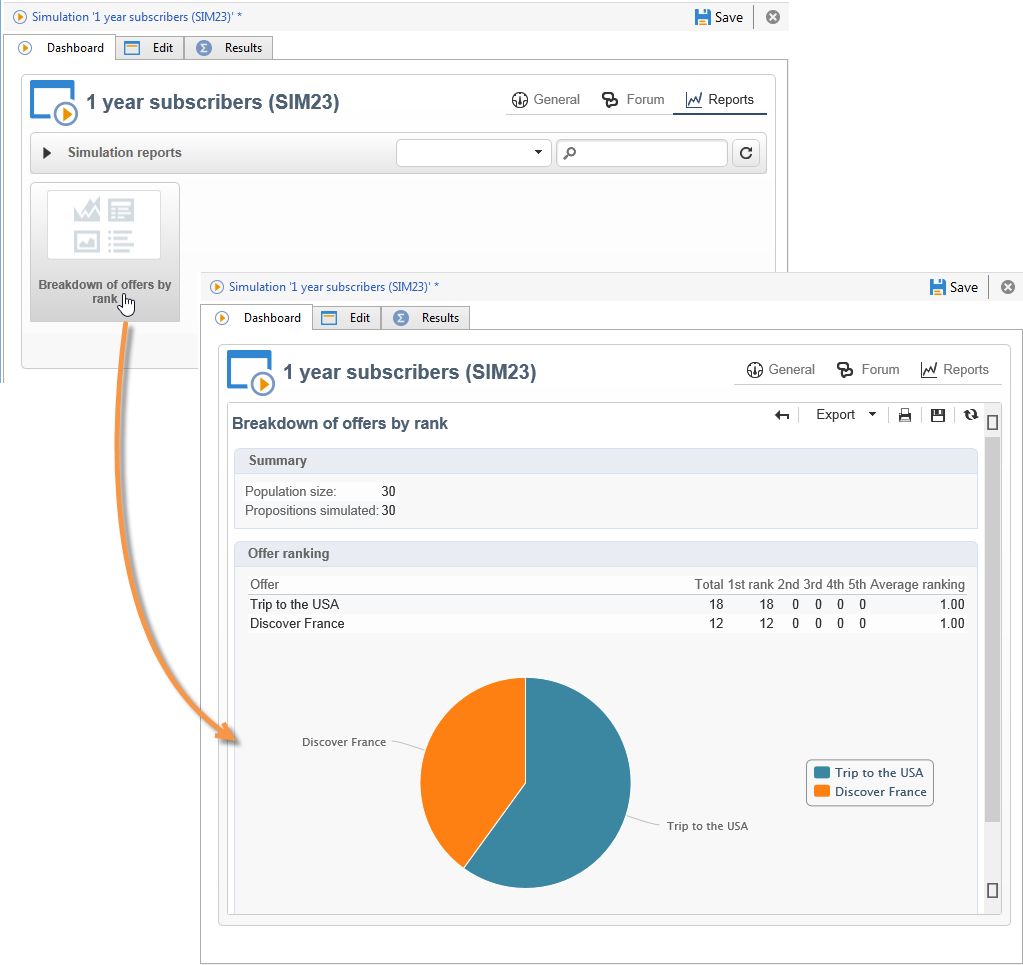 Simulation '1 year subscribers (SIM23)' *
Save
Dashboard Edit Results
1 year subscribers (SIM23)
General Forum Reports
Simulation reports
Breakdown of offers by
rank
Simulation '1 year subscribers (SIM23)' *
Save
Dashboard Edit Results
1 year subscribers (SIM23)
General Forum Reports
Breakdown of offers by rank
Export
Summary
Population size: 30
Propositions simulated: 30
Offer ranking
Offer Total 1st rank 2nd 3rd 4th 5th Average ranking
Trip to the USA 18 18 0 0 0 0 1.00
Discover France 12 12 0 0 0 0 1.00
Discover France
Trip to the USA
Trip to the USA
Discover France